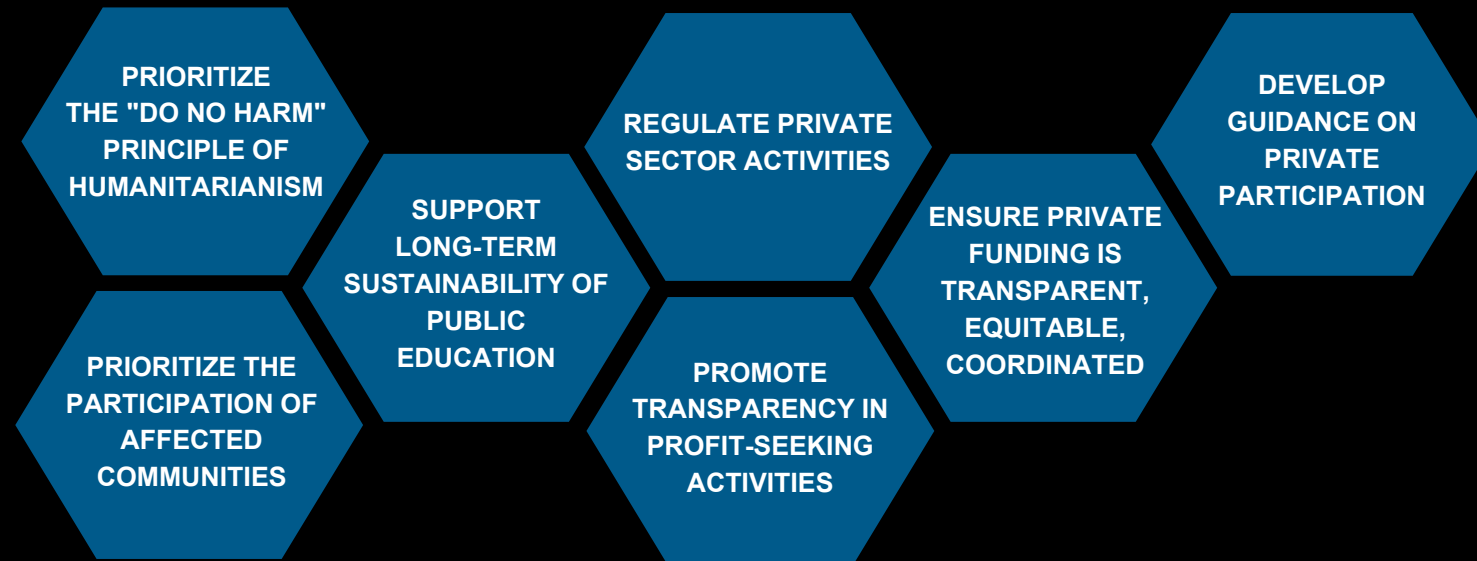 PRIORITIZE
THE "DO NO HARM"
PRINCIPLE OF
HUMANITARIANISM
PRIORITIZE THE
PARTICIPATION OF
AFFECTED
COMMUNITIES
SUPPORT
LONG-TERM
SUSTAINABILITY OF
PUBLIC
EDUCATION
REGULATE PRIVATE
SECTOR ACTIVITIES
PROMOTE
TRANSPARENCY IN
PROFIT-SEEKING
ACTIVITIES
ENSURE PRIVATE
FUNDING IS
TRANSPARENT,
EQUITABLE,
COORDINATED
DEVELOP
GUIDANCE ON
PRIVATE
PARTICIPATION